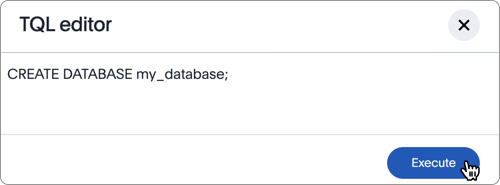 TQL editor
CREATE DATABASE my_database;
Execute